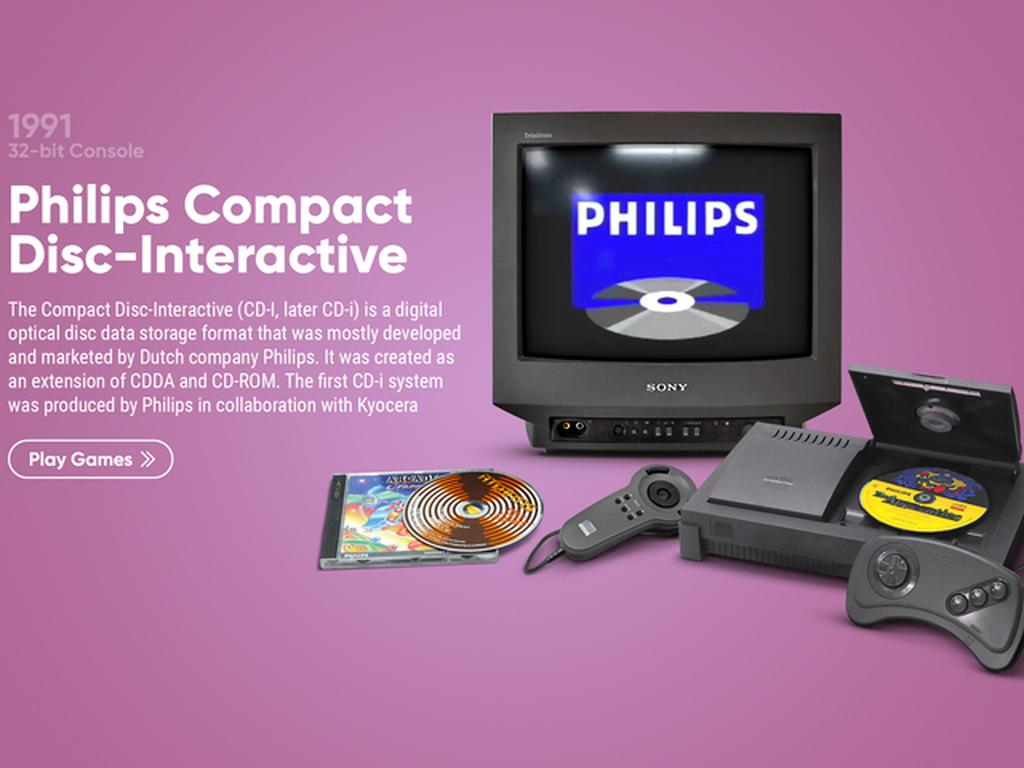 1991
32-bit Console
Philips Compact
Disc-Interactive
The Compact Disc-Interactive (CD-I, later CD-i) is a digital
optical disc data storage format that was mostly developed
and marketed by Dutch company Philips. It was created as
an extension of CDDA and CD-ROM. The first CD-i system
was produced by Philips in collaboration with Kyocera
Play Games
Trinitron
PHILIPS
SONY
ARCADE
PHILIPS